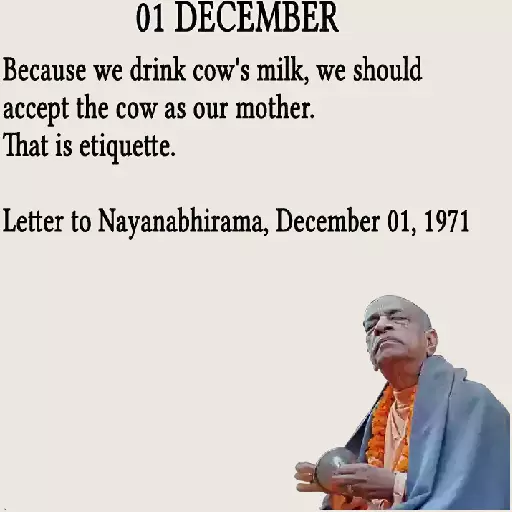 01 DECEMBER
Because we drink cow's milk, we should
accept the cow as our mother.
That is etiquette.
Letter to Nayanabhirama, December 01, 1971